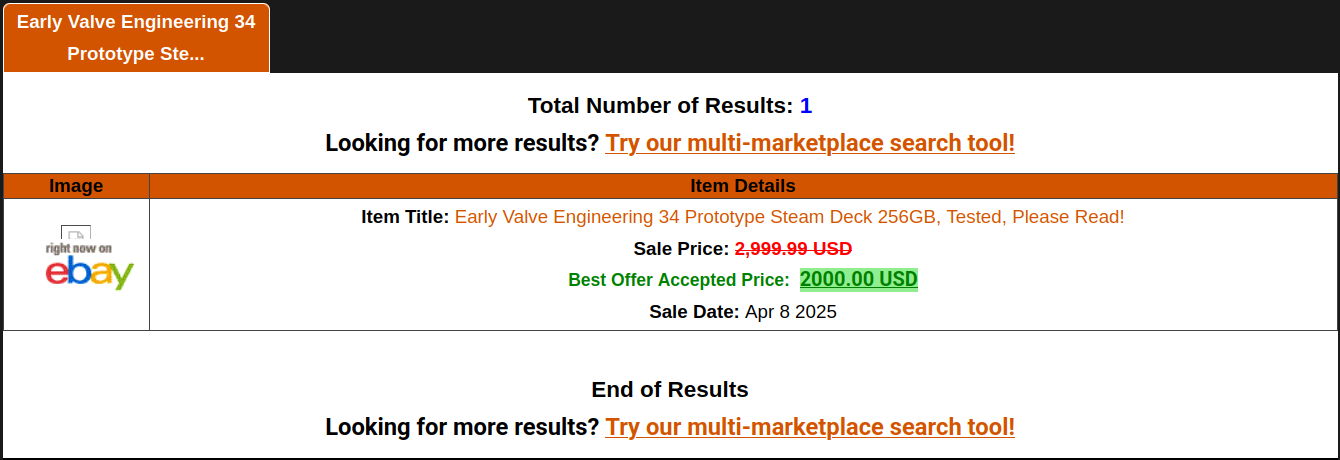 Early Valve Engineering 34
Prototype Ste...
Total Number of Results: 1
Looking for more results? Try our multi-marketplace search tool!
Image
Item Details
Item Title: Early Valve Engineering 34 Prototype Steam Deck 256GB, Tested, Please Read!
right now on
ebay
Sale Price: 2,999.99 USD
Best Offer Accepted Price: 2000.00 USD
Sale Date: Apr 8 2025
End of Results
Looking for more results? Try our multi-marketplace search tool!